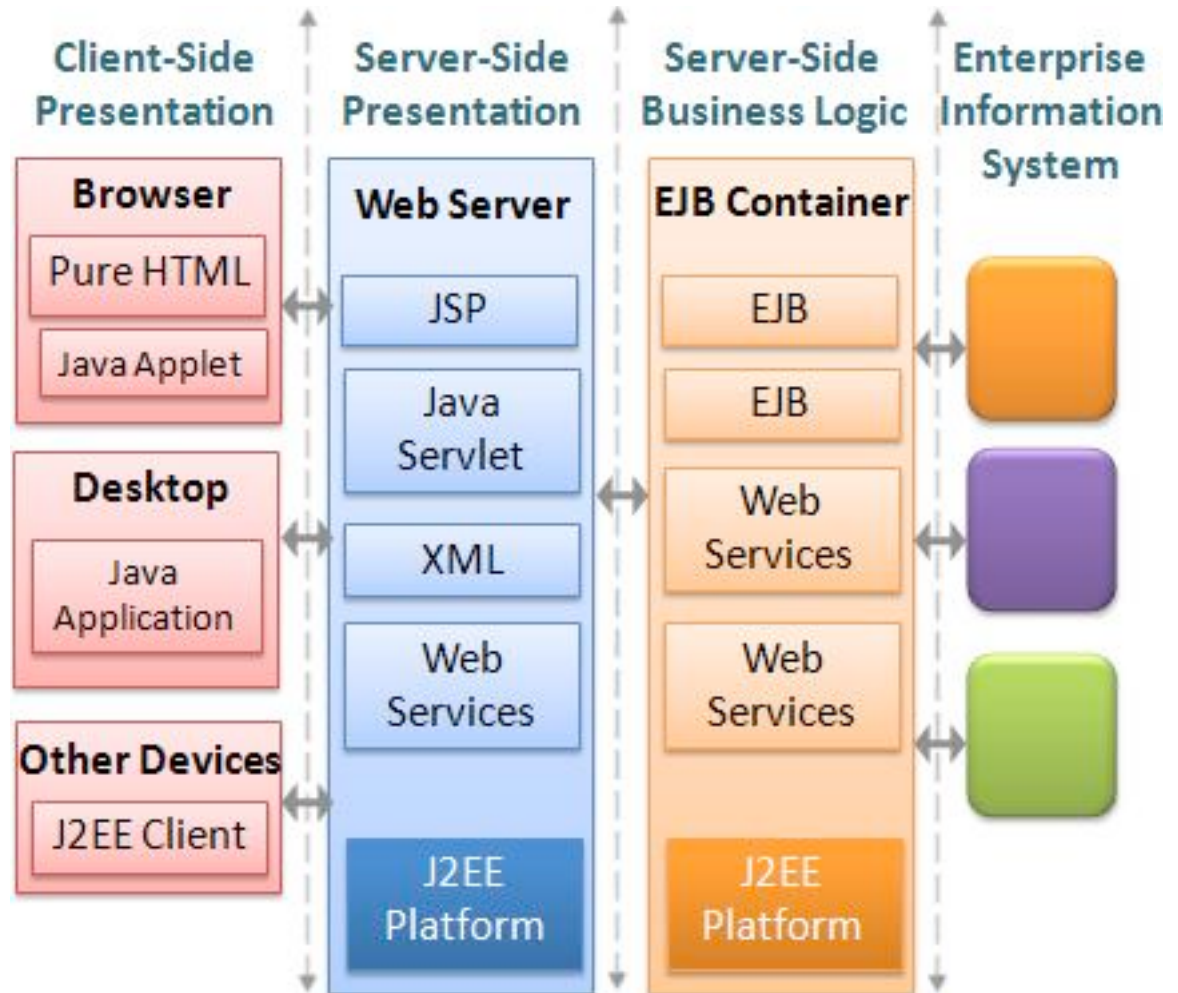 Client-Side
Presentation
Server-Side
Presentation
Server-Side
Business Logic
Enterprise
Information
System
Browser
Pure HTML
Java Applet
Desktop
Java
Application
Other Devices
J2EE Client
Web Server
JSP
Java
Servlet
XML
Web
Services
J2EE
Platform
EJB Container
EJB
EJB
Web
Services
Web
Services
J2EE
Platform